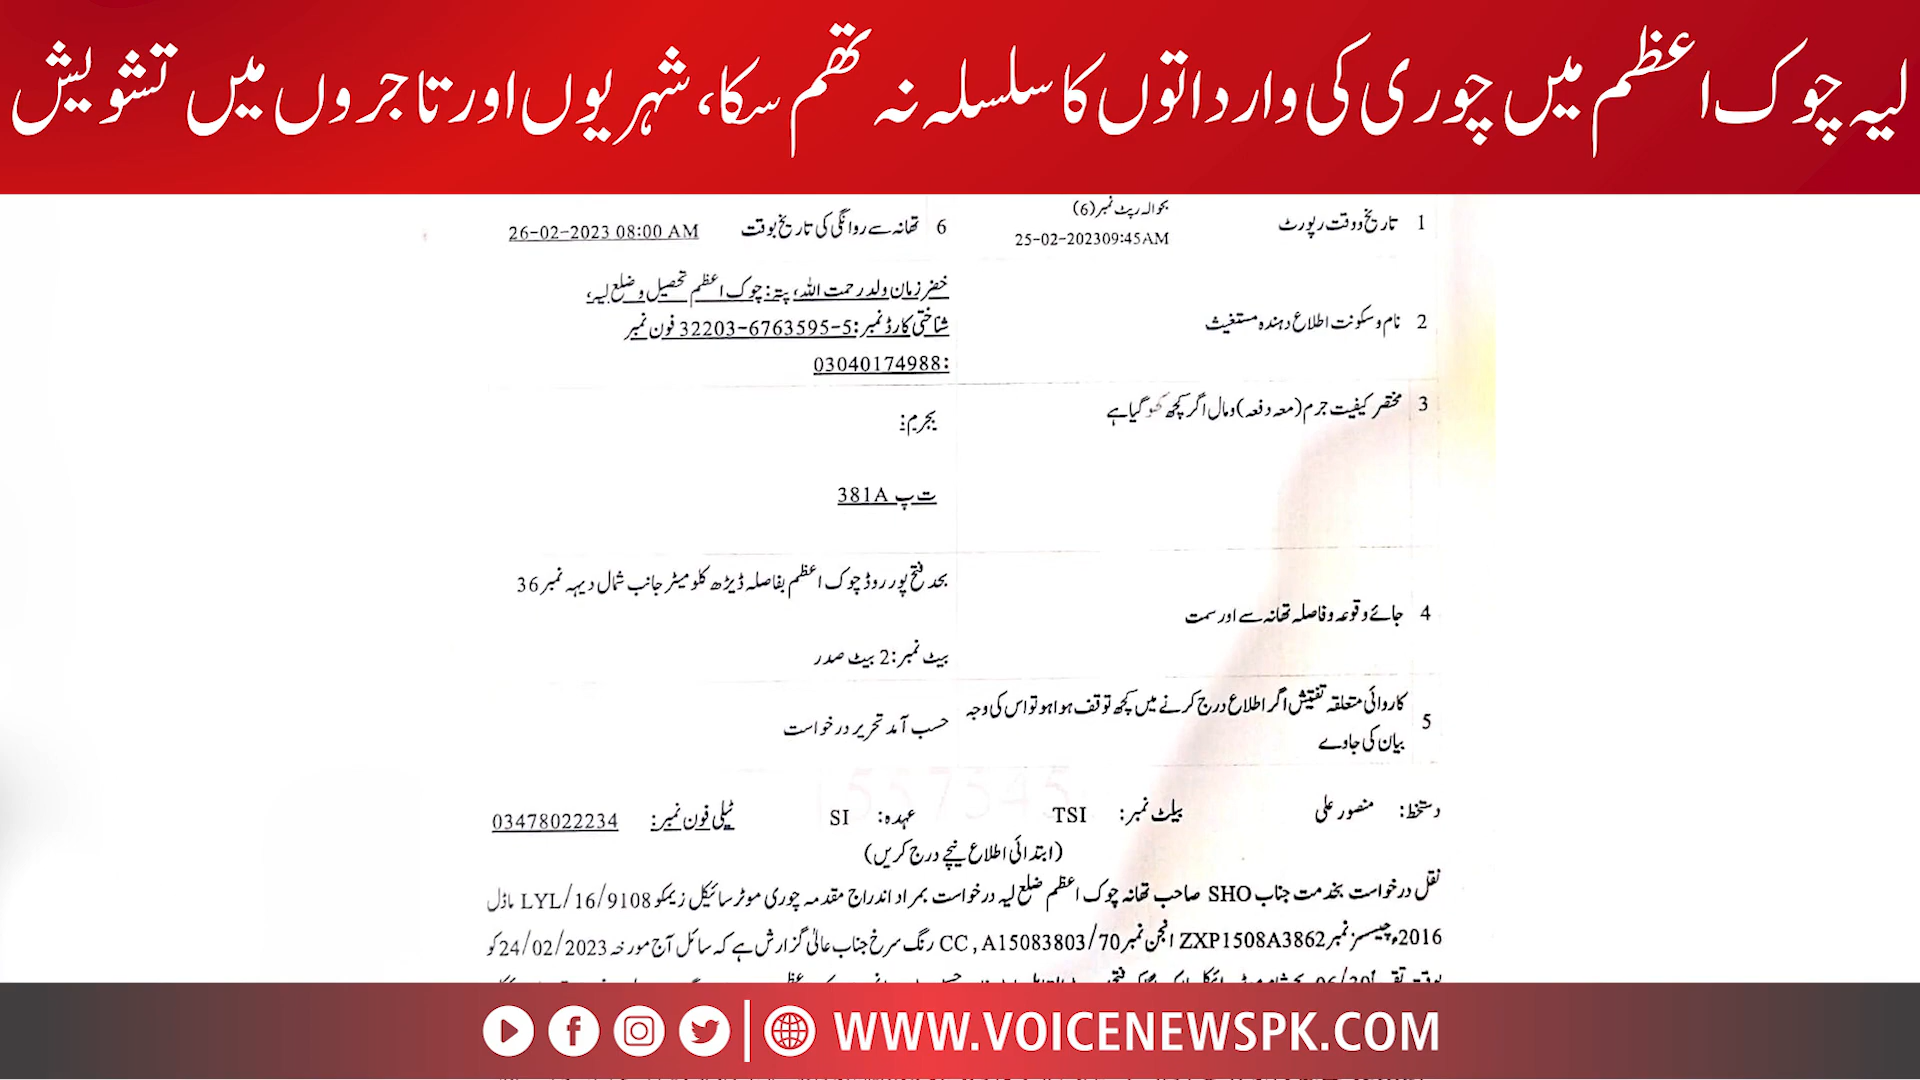 لیہ چوک اعظم میں چوری کی وارداتوں کا سلسلہ نہ تھم سکا، شہریوں اور تاجروں میں تشویش
1 تاریخ و وقت رپورٹ
بحوالہ رپٹ نمبر (6)
25-02-202309:45AM
6 تھانہ سے روانگی کی تاریخ بوقت 26-02-2023 08:00 AM
2 نام و سکونت اطلاع دہندہ مستغیث
خضر زمان ولد رحمت اللہ، پتہ: چوک اعظم تحصیل و ضلع لیہ،
شناختی کارڈ نمبر: 32203-6763595-5 فون نمبر
:03040174988
3 مختصر کیفیت جرم (معہ دفعہ) و مال اگر کچھ کھو گیا ہے
بجرم:
ت پ 381A
4 جائے وقوعہ و فاصلہ تھانہ سے اور سمت
بحد فتح پور روڈ چوک اعظم بفاصلہ ڈیڑھ کلومیٹر جانب شمال دیہہ نمبر 36
بیٹ نمبر: 2 بیٹ صدر
5 کاروائی متعلقہ تفتیش اگر اطلاع درج کرنے میں کچھ توقف ہوا ہو تو اس کی وجہ
بیان کی جاوے
حسب آمد تحریر درخواست
دستخط: منصور علی بیلٹ نمبر: TSI عہدہ: SI ٹیلی فون نمبر: 03478022234
(ابتدائی اطلاع نیچے درج کریں)
نقل درخواست بخدمت جناب SHO صاحب تھانہ چوک اعظم ضلع لیہ درخواست بمراد اندراج مقدمہ چوری موٹر سائیکل زیمکو LYL/16/9108 ماڈل
2016ء چیسز نمبر ZXP1508A3862 انجن نمبر CC , A15083803/70 رنگ سرخ جناب عالی گزارش ہے کہ سائل آج مورخہ 24/02/2023 کو
WWW.VOICENEWSPK.COM